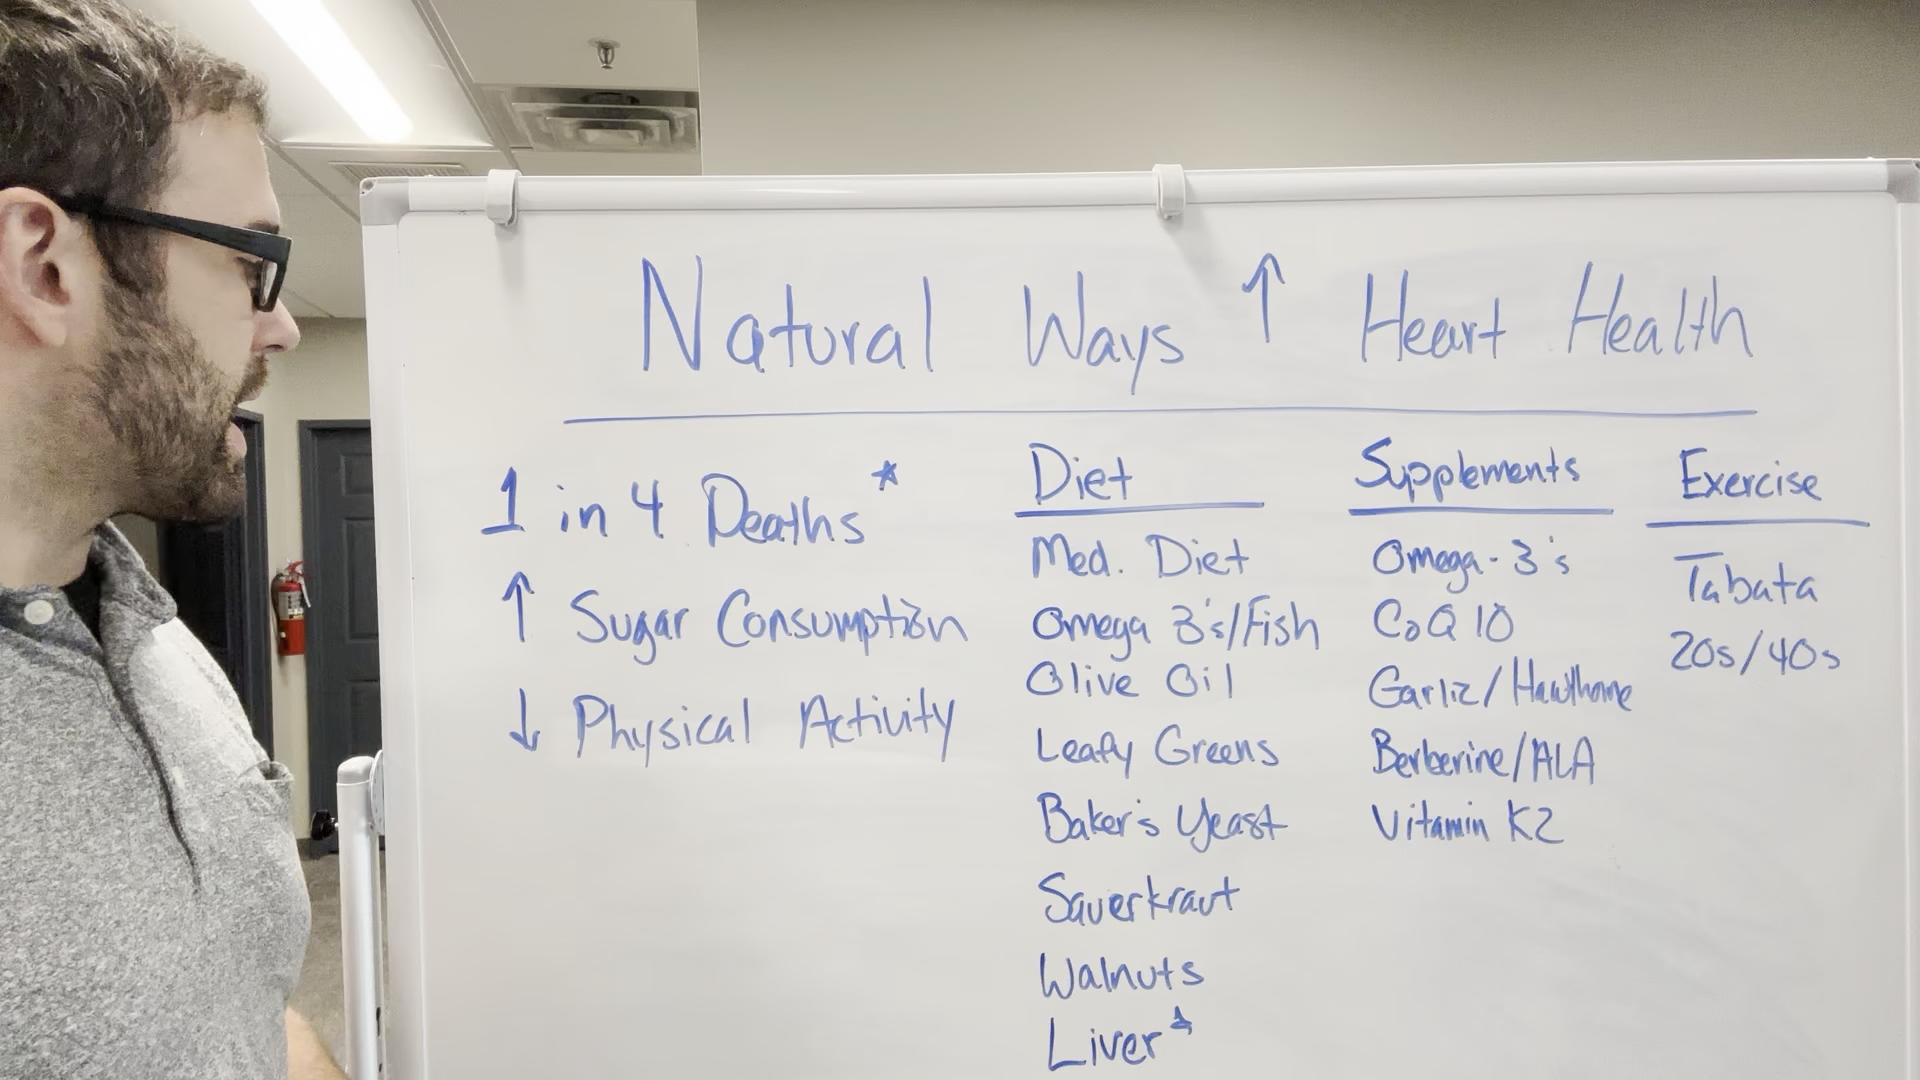 Natural Ways ↑ Heart Health
1 in 4 Deaths*
↑ Sugar Consumption
↓ Physical Activity
Diet
Med. Diet
Omega 3's/Fish
Olive Oil
Leafy Greens
Baker's Yeast
Sauerkraut
Walnuts
Liver*
Supplements
Omega-3's
CoQ10
Garlic/Hawthorne
Berberine/ALA
Vitamin K2
Exercise
Tabata
20s/40s